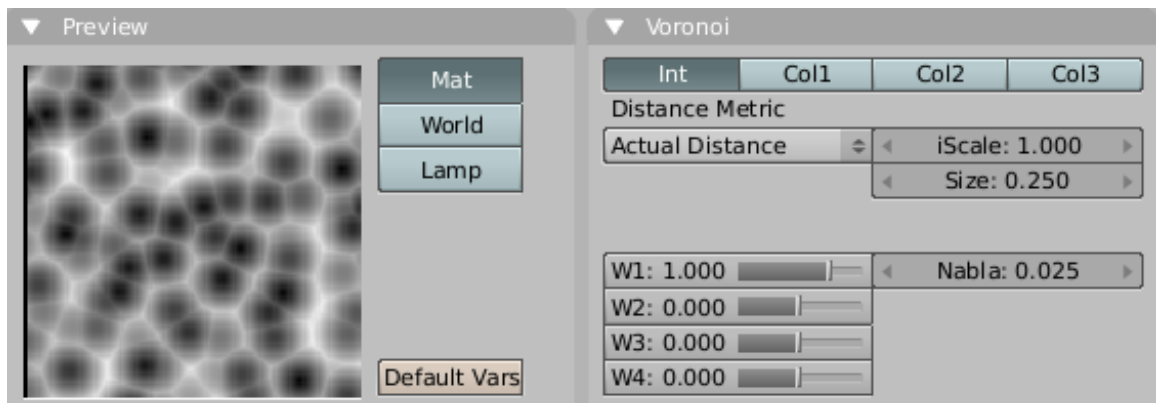 Preview
Mat
World
Lamp
Default Vars
Voronoi
Int Col1 Col2 Col3
Distance Metric
Actual Distance
iScale: 1.000
Size: 0.250
W1: 1.000
W2: 0.000
W3: 0.000
W4: 0.000
Nabla: 0.025